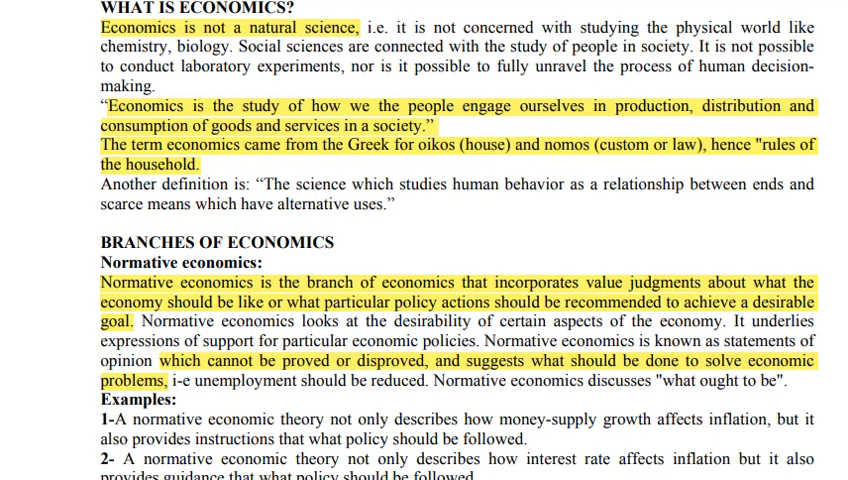 WHAT IS ECONOMICS?
Economics is not a natural science, i.e. it is not concerned with studying the physical world like
chemistry, biology. Social sciences are connected with the study of people in society. It is not possible
to conduct laboratory experiments, nor is it possible to fully unravel the process of human decision-
making.
“Economics is the study of how we the people engage ourselves in production, distribution and
consumption of goods and services in a society.”
The term economics came from the Greek for oikos (house) and nomos (custom or law), hence "rules of
the household.
Another definition is: “The science which studies human behavior as a relationship between ends and
scarce means which have alternative uses.”
BRANCHES OF ECONOMICS
Normative economics:
Normative economics is the branch of economics that incorporates value judgments about what the
economy should be like or what particular policy actions should be recommended to achieve a desirable
goal. Normative economics looks at the desirability of certain aspects of the economy. It underlies
expressions of support for particular economic policies. Normative economics is known as statements of
opinion which cannot be proved or disproved, and suggests what should be done to solve economic
problems, i-e unemployment should be reduced. Normative economics discusses "what ought to be".
Examples:
1-A normative economic theory not only describes how money-supply growth affects inflation, but it
also provides instructions that what policy should be followed.
2- A normative economic theory not only describes how interest rate affects inflation but it also
provides guidance that what policy should be followed.